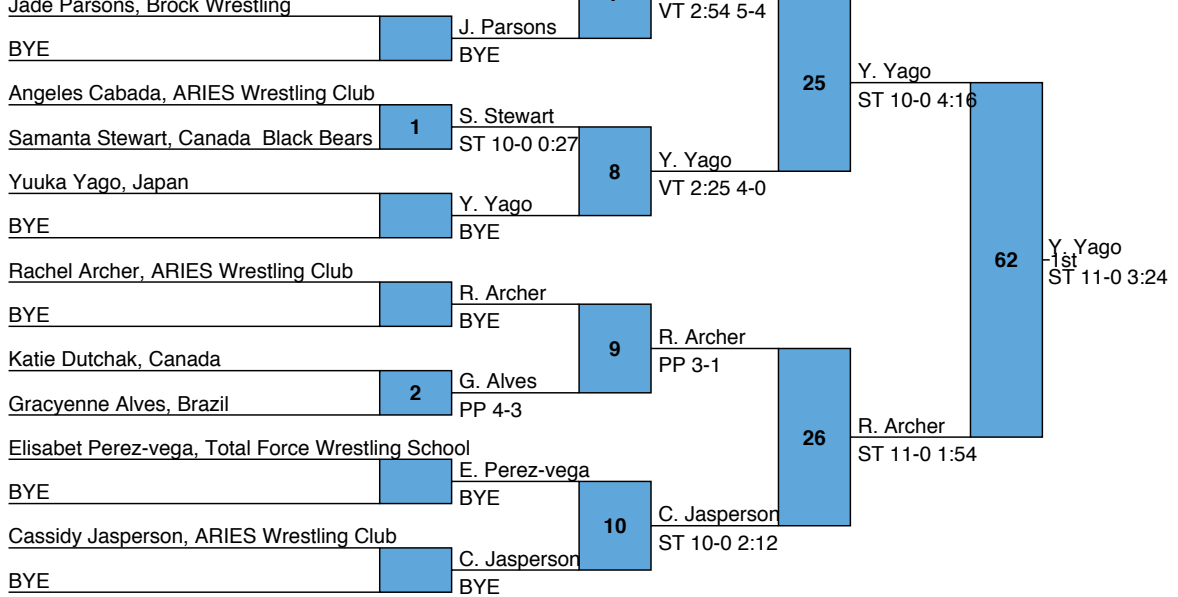 Jade Parsons, Brock Wrestling
BYE
J. Parsons
BYE
VT 2:54 5-4
25
Y. Yago
ST 10-0 4:16
Angeles Cabada, ARIES Wrestling Club
1
Samanta Stewart, Canada  Black Bears
S. Stewart
ST 10-0 0:27
8
Y. Yago
VT 2:25 4-0
Yuuka Yago, Japan
BYE
Y. Yago
BYE
62
Y. Yago
1st
ST 11-0 3:24
Rachel Archer, ARIES Wrestling Club
BYE
R. Archer
BYE
9
R. Archer
PP 3-1
Katie Dutchak, Canada
2
Gracyenne Alves, Brazil
G. Alves
PP 4-3
26
R. Archer
ST 11-0 1:54
Elisabet Perez-vega, Total Force Wrestling School
BYE
E. Perez-vega
BYE
10
C. Jasperson
ST 10-0 2:12
Cassidy Jasperson, ARIES Wrestling Club
BYE
C. Jasperson
BYE